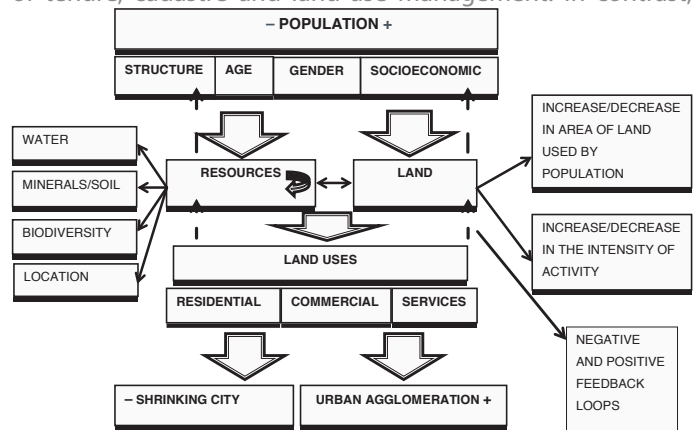 of tenure, cadastre and land use management. In contrast,
– POPULATION +
STRUCTURE
AGE
GENDER
SOCIOECONOMIC
WATER
MINERALS/SOIL
BIODIVERSITY
LOCATION
RESOURCES
LAND
INCREASE/DECREASE
IN AREA OF LAND
USED BY
POPULATION
INCREASE/DECREASE
IN THE INTENSITY OF
ACTIVITY
LAND USES
RESIDENTIAL
COMMERCIAL
SERVICES
NEGATIVE
AND POSITIVE
FEEDBACK
LOOPS
– SHRINKING CITY
URBAN AGGLOMERATION +